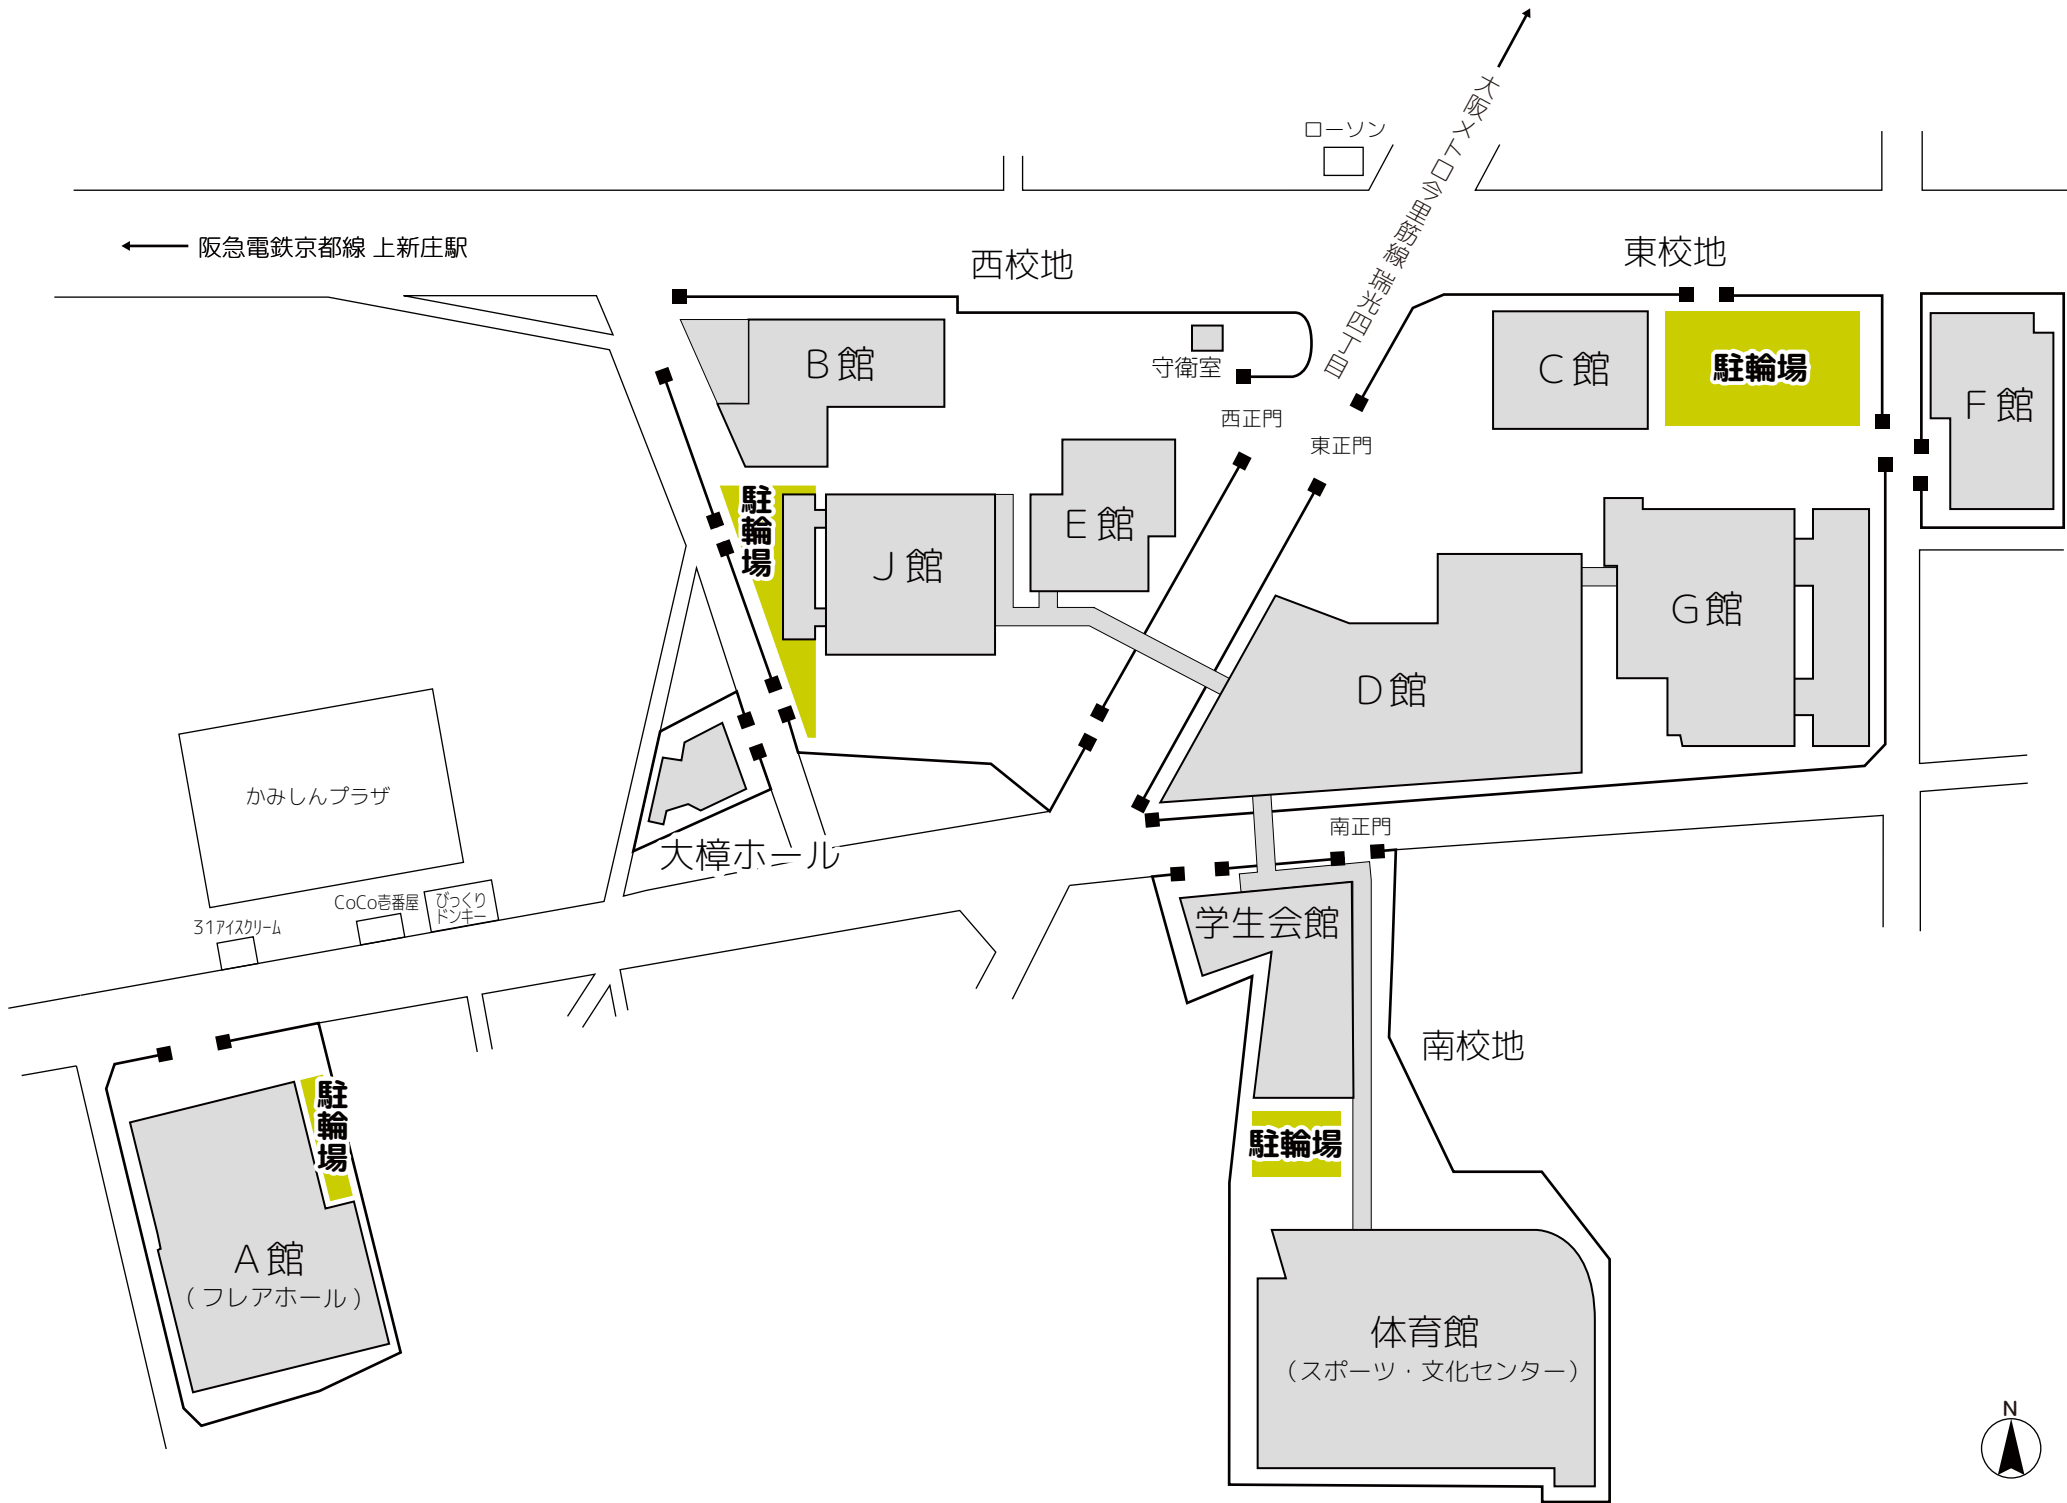 大阪メトロ今里筋線 瑞光四丁目
ローソン
阪急電鉄京都線 上新庄駅
西校地
東校地
B館
守衛室
C館
駐輪場
F館
西正門
東正門
駐輪場
J館
E館
G館
D館
かみしんプラザ
大樟ホール
南正門
CoCo壱番屋
びっくり
ドンキー
31アイスクリーム
学生会館
南校地
駐輪場
駐輪場
A館
(フレアホール)
体育館
(スポーツ・文化センター)
N